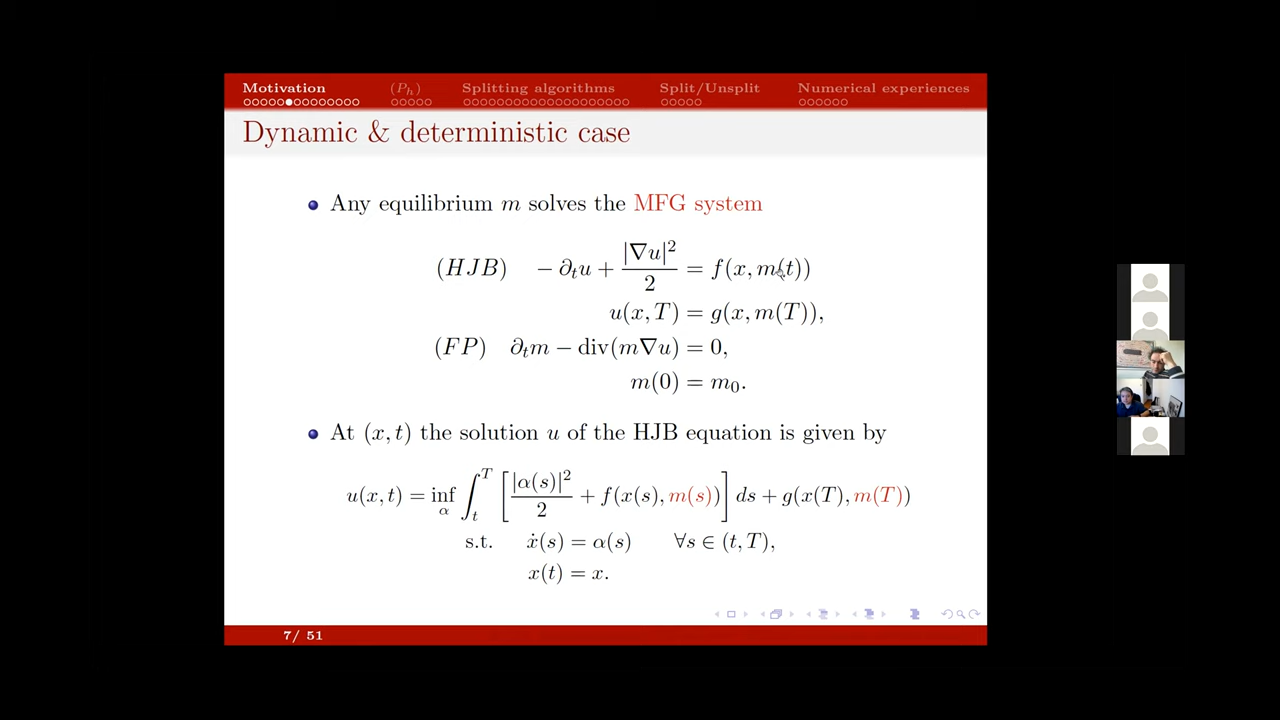 Motivation (P_h) Splitting algorithms Split/Unsplit Numerical experiences
Dynamic & deterministic case
Any equilibrium m solves the MFG system
(HJB) −∂_t u + |∇u|²/2 = f(x, m(t))
u(x, T) = g(x, m(T)),
(FP) ∂_t m − div(m∇u) = 0,
m(0) = m_0.
At (x, t) the solution u of the HJB equation is given by
u(x, t) = inf_α ∫_t^T [ |α(s)|²/2 + f(x(s), m(s)) ] ds + g(x(T), m(T))
s.t. ẋ(s) = α(s) ∀s ∈ (t, T),
x(t) = x.
7/ 51